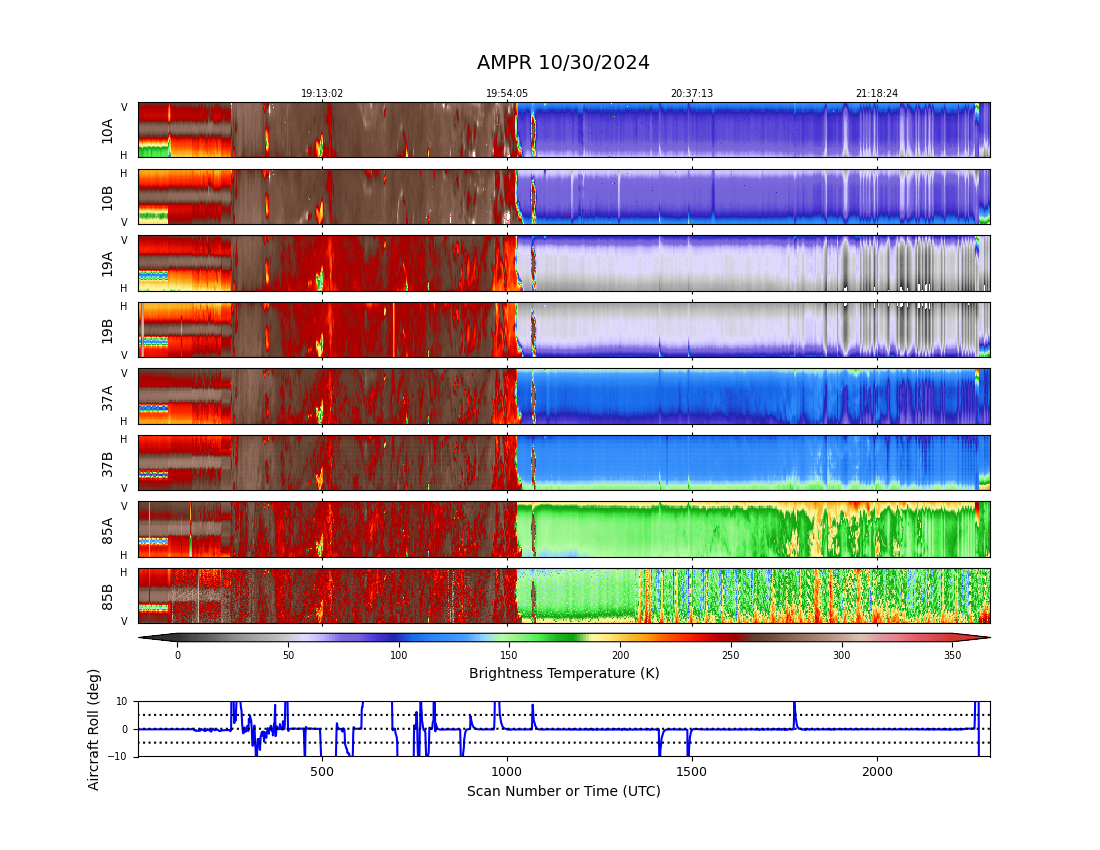 AMPR 10/30/2024
19:13:02 19:54:05 20:37:13 21:18:24
V 10A H
H 10B V
V 19A H
H 19B V
V 37A H
H 37B V
V 85A H
H 85B V
0 50 100 150 200 250 300 350
Brightness Temperature (K)
Aircraft Roll (deg)
10
0
−10
500 1000 1500 2000
Scan Number or Time (UTC)